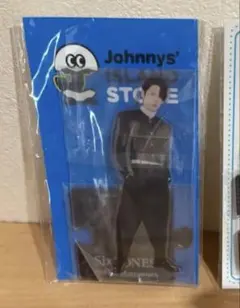 Johnnys'
ISLAND
STORE
SixTONES